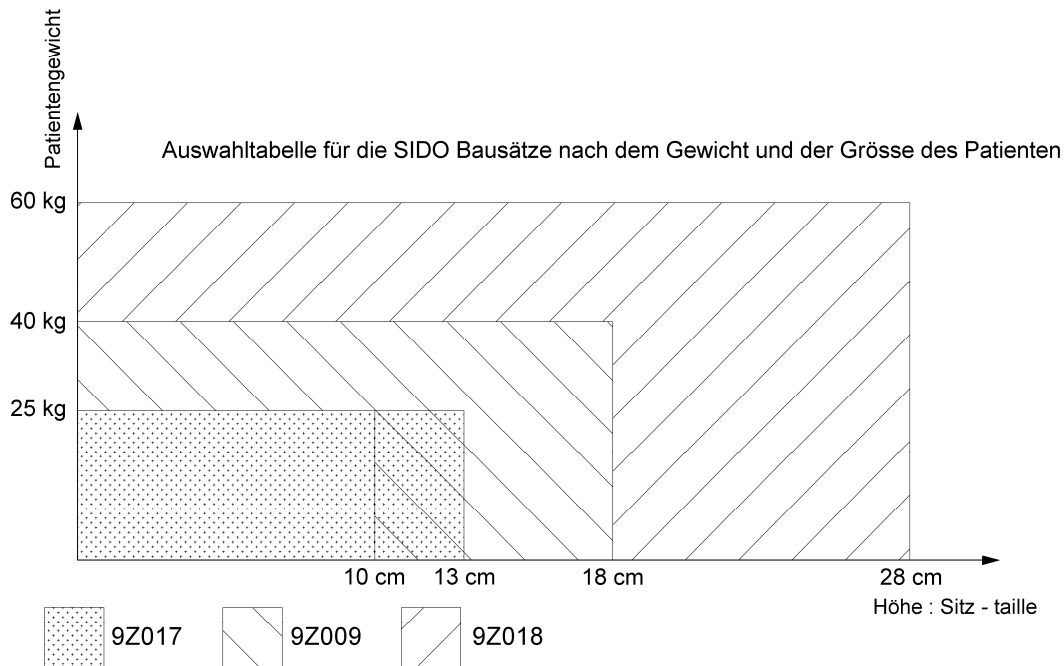 Patientengewicht
Auswahltabelle für die SIDO Bausätze nach dem Gewicht und der Grösse des Patienten
60 kg
40 kg
25 kg
10 cm
13 cm
18 cm
28 cm
Höhe : Sitz - taille
9Z017
9Z009
9Z018